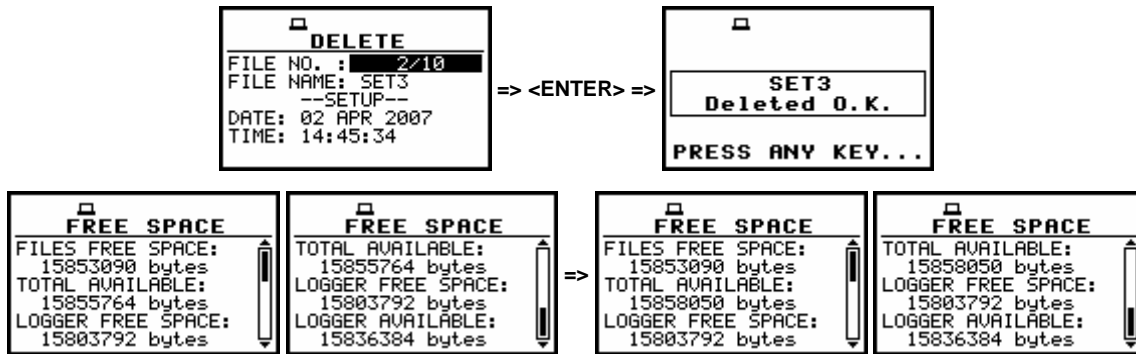 DELETE
FILE NO. : 2/10
FILE NAME: SET3
--SETUP--
DATE: 02 APR 2007
TIME: 14:45:34
=> <ENTER> =>
SET3
Deleted O.K.
PRESS ANY KEY...
FREE SPACE
FILES FREE SPACE:
15853090 bytes
TOTAL AVAILABLE:
15855764 bytes
LOGGER FREE SPACE:
15803792 bytes
FREE SPACE
TOTAL AVAILABLE:
15855764 bytes
LOGGER FREE SPACE:
15803792 bytes
LOGGER AVAILABLE:
15836384 bytes
=>
FREE SPACE
FILES FREE SPACE:
15853090 bytes
TOTAL AVAILABLE:
15858050 bytes
LOGGER FREE SPACE:
15803792 bytes
FREE SPACE
TOTAL AVAILABLE:
15858050 bytes
LOGGER FREE SPACE:
15803792 bytes
LOGGER AVAILABLE:
15836384 bytes